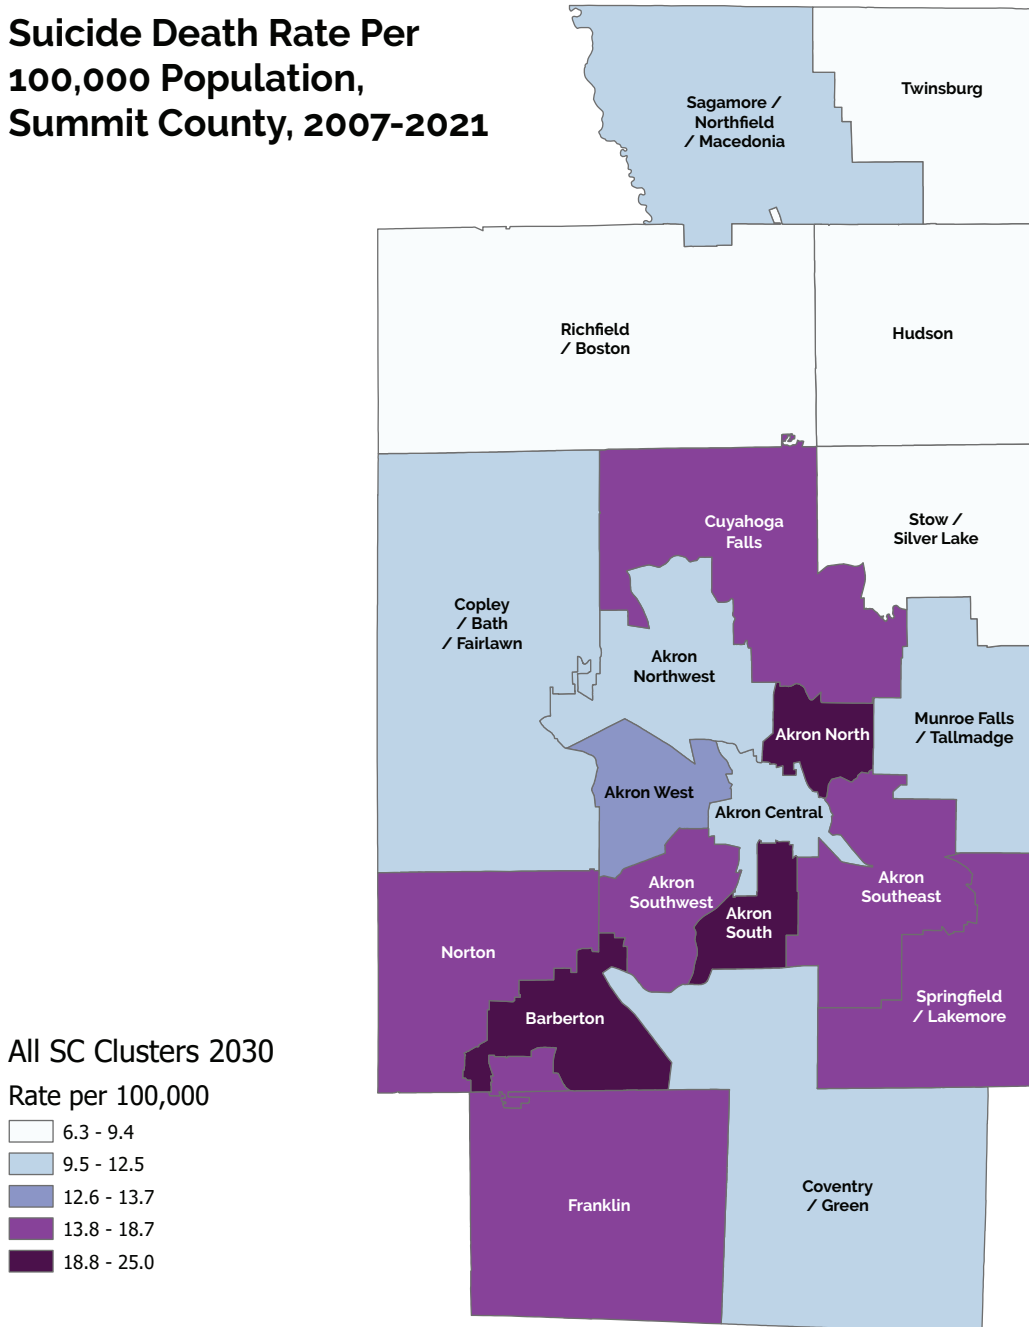 Suicide Death Rate Per
100,000 Population,
Summit County, 2007-2021
Twinsburg
Sagamore /
Northfield
/ Macedonia
Richfield
/ Boston
Hudson
Cuyahoga
Falls
Stow /
Silver Lake
Copley
/ Bath
/ Fairlawn
Akron
Northwest
Munroe Falls
/ Tallmadge
Akron North
Akron West
Akron Central
Akron
Southwest
Akron
Southeast
Akron
South
Norton
Springfield
/ Lakemore
Barberton
Coventry
/ Green
Franklin
All SC Clusters 2030
Rate per 100,000
6.3 - 9.4
9.5 - 12.5
12.6 - 13.7
13.8 - 18.7
18.8 - 25.0